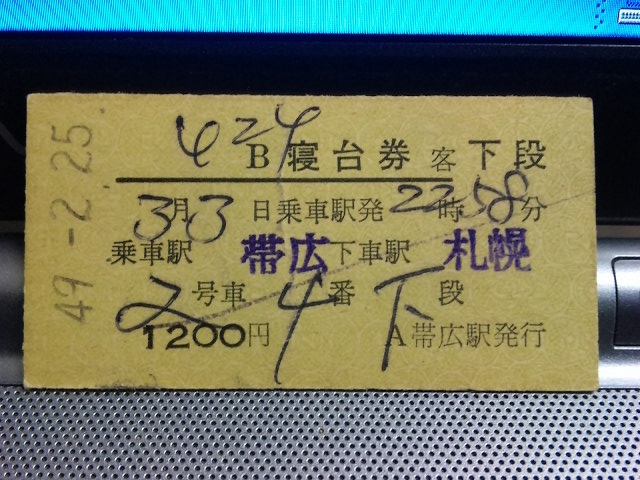 49-2.25
424
B寝台券 客 下段
3月3日乗車駅発22時58分
乗車駅 帯広 下車駅 札幌
2号車4番下段
1200円 A帯広駅発行